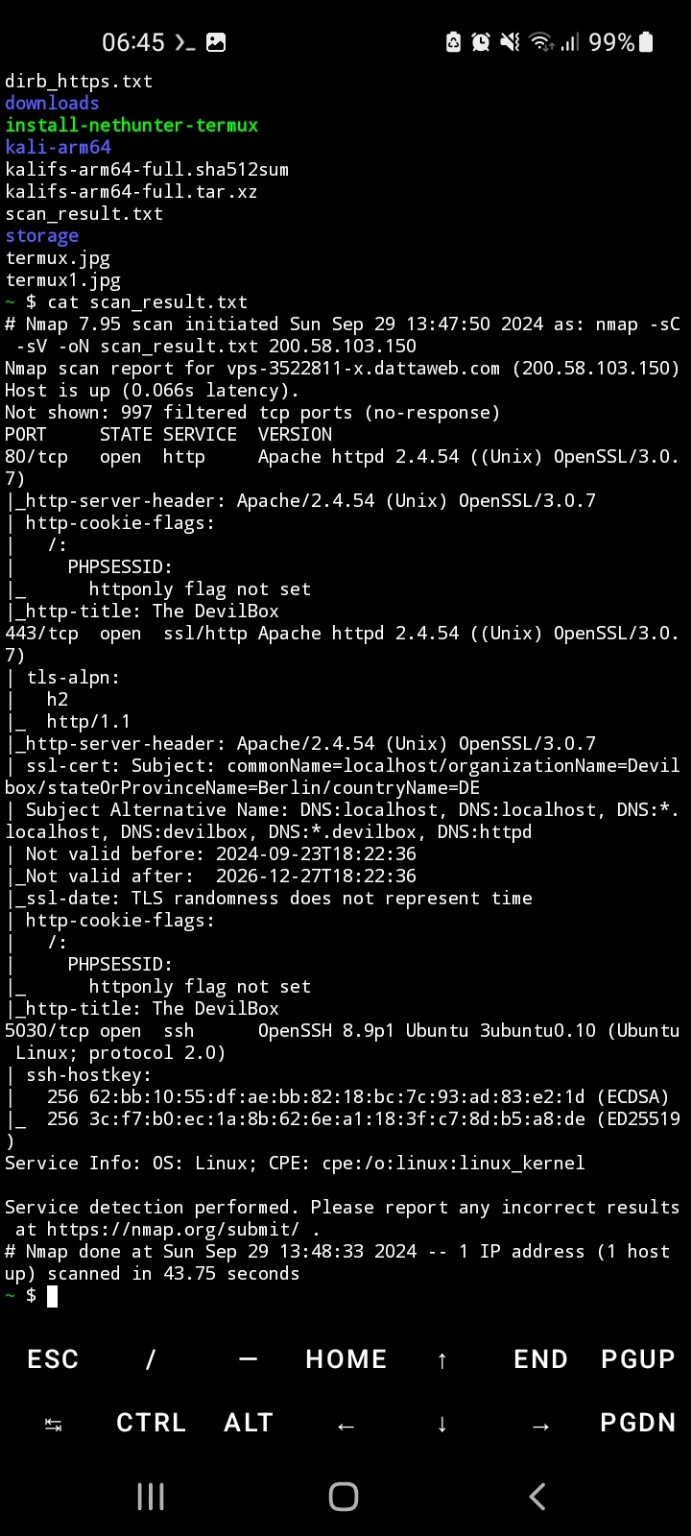 06:45 >_ 99%
dirb_https.txt
downloads
install-nethunter-termux
kali-arm64
kalifs-arm64-full.sha512sum
kalifs-arm64-full.tar.xz
scan_result.txt
storage
termux.jpg
termux1.jpg
~ $ cat scan_result.txt
# Nmap 7.95 scan initiated Sun Sep 29 13:47:50 2024 as: nmap -sC
 -sV -oN scan_result.txt 200.58.103.150
Nmap scan report for vps-3522811-x.dattaweb.com (200.58.103.150)
Host is up (0.066s latency).
Not shown: 997 filtered tcp ports (no-response)
PORT     STATE SERVICE  VERSION
80/tcp   open  http     Apache httpd 2.4.54 ((Unix) OpenSSL/3.0.
7)
|_http-server-header: Apache/2.4.54 (Unix) OpenSSL/3.0.7
| http-cookie-flags:
|   /:
|     PHPSESSID:
|_      httponly flag not set
|_http-title: The DevilBox
443/tcp  open  ssl/http Apache httpd 2.4.54 ((Unix) OpenSSL/3.0.
7)
| tls-alpn:
|   h2
|_  http/1.1
|_http-server-header: Apache/2.4.54 (Unix) OpenSSL/3.0.7
| ssl-cert: Subject: commonName=localhost/organizationName=Devil
box/stateOrProvinceName=Berlin/countryName=DE
| Subject Alternative Name: DNS:localhost, DNS:localhost, DNS:*.
localhost, DNS:devilbox, DNS:*.devilbox, DNS:httpd
| Not valid before: 2024-09-23T18:22:36
|_Not valid after:  2026-12-27T18:22:36
|_ssl-date: TLS randomness does not represent time
| http-cookie-flags:
|   /:
|     PHPSESSID:
|_      httponly flag not set
|_http-title: The DevilBox
5030/tcp open  ssh      OpenSSH 8.9p1 Ubuntu 3ubuntu0.10 (Ubuntu
 Linux; protocol 2.0)
| ssh-hostkey:
|   256 62:bb:10:55:df:ae:bb:82:18:bc:7c:93:ad:83:e2:1d (ECDSA)
|_  256 3c:f7:b0:ec:1a:8b:62:6e:a1:18:3f:c7:8d:b5:a8:de (ED25519
)
Service Info: OS: Linux; CPE: cpe:/o:linux:linux_kernel

Service detection performed. Please report any incorrect results
 at https://nmap.org/submit/ .
# Nmap done at Sun Sep 29 13:48:33 2024 -- 1 IP address (1 host
up) scanned in 43.75 seconds
~ $
ESC / — HOME ↑ END PGUP
↹ CTRL ALT ← ↓ → PGDN